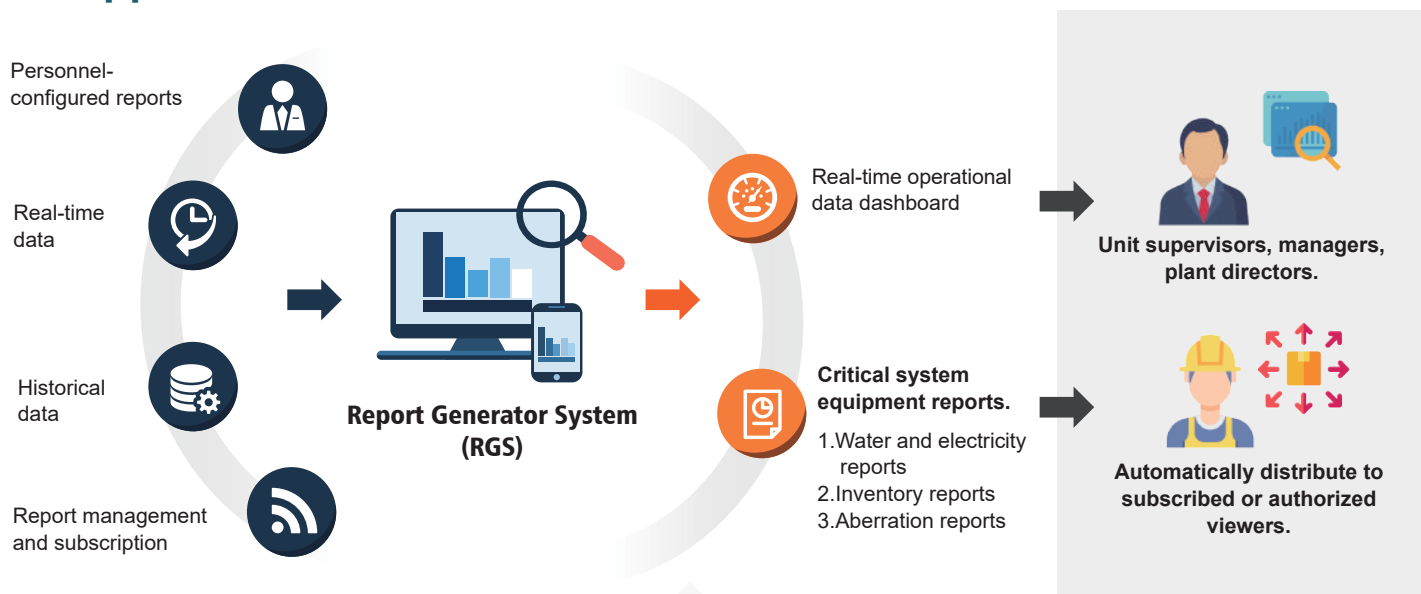 Personnel-
configured reports
Real-time
data
Historical
data
Report management
and subscription
Report Generator System
(RGS)
Real-time operational
data dashboard
Critical system
equipment reports.
1.Water and electricity
reports
2.Inventory reports
3.Aberration reports
Unit supervisors, managers,
plant directors.
Automatically distribute to
subscribed or authorized
viewers.